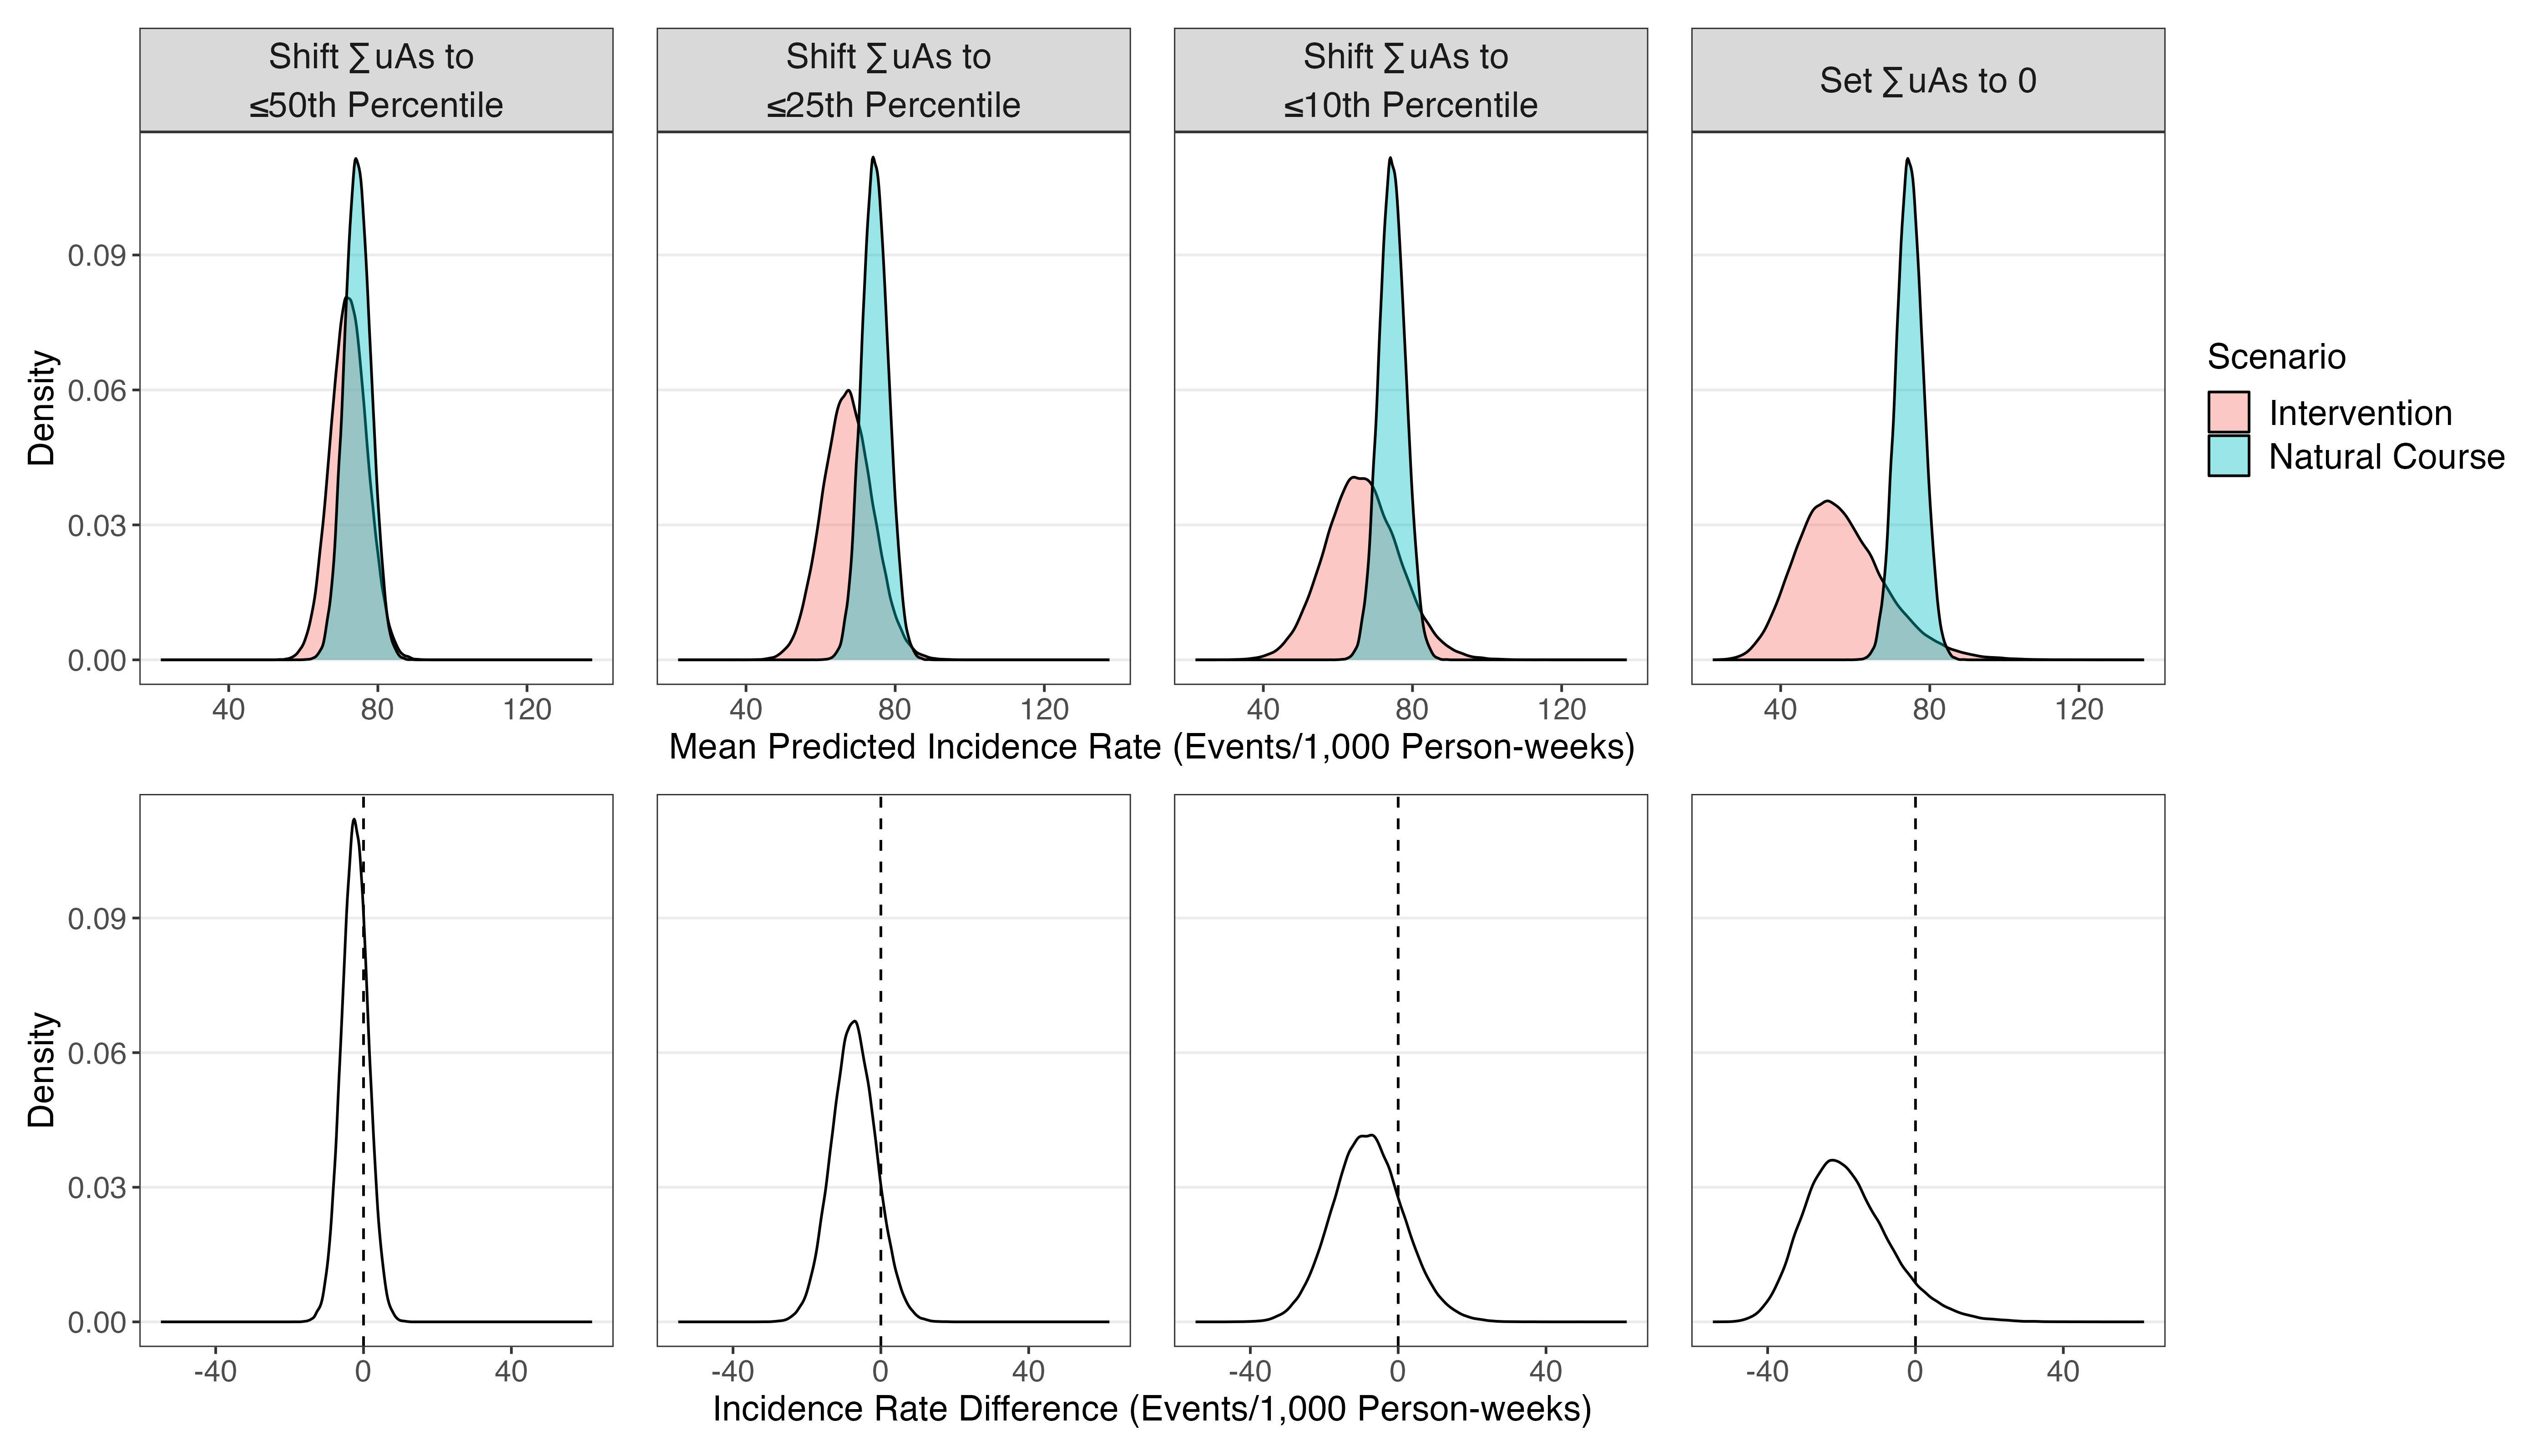 Shift ∑uAs to
≤50th Percentile
Shift ∑uAs to
≤25th Percentile
Shift ∑uAs to
≤10th Percentile
Set ∑uAs to 0
Density
0.09
0.06
0.03
0.00
40 80 120
40 80 120
40 80 120
40 80 120
Mean Predicted Incidence Rate (Events/1,000 Person-weeks)
Scenario
Intervention
Natural Course
Density
0.09
0.06
0.03
0.00
-40 0 40
-40 0 40
-40 0 40
-40 0 40
Incidence Rate Difference (Events/1,000 Person-weeks)